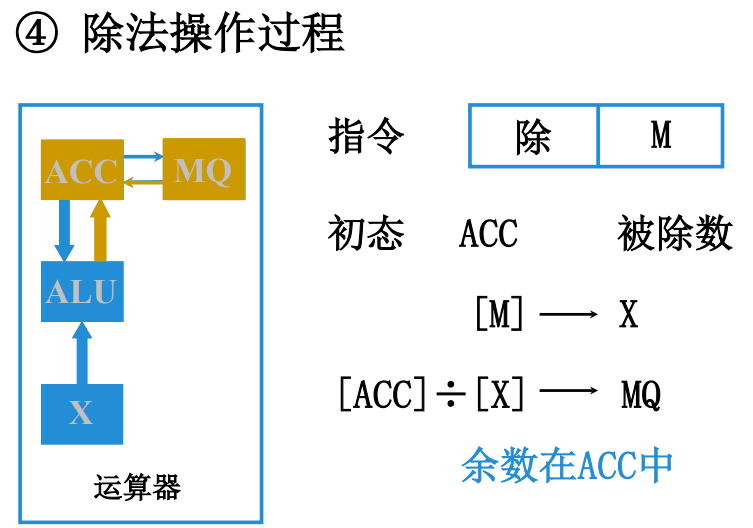 ④ 除法操作过程
ACC MQ
ALU
X
运算器
指令 除 M
初态 ACC 被除数
[M] → X
[ACC]÷[X] → MQ
余数在ACC中